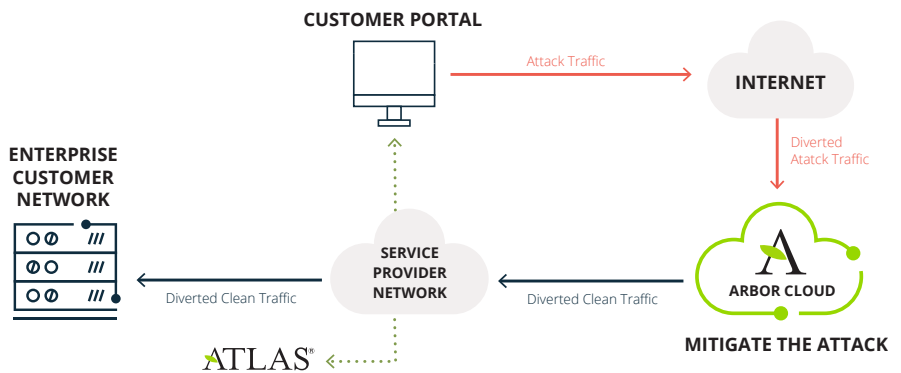 CUSTOMER PORTAL
Attack Traffic
INTERNET
Diverted
Atatck Traffic
ENTERPRISE
CUSTOMER
NETWORK
SERVICE
PROVIDER
NETWORK
Diverted Clean Traffic
Diverted Clean Traffic
A
ARBOR CLOUD
MITIGATE THE ATTACK
ATLAS®